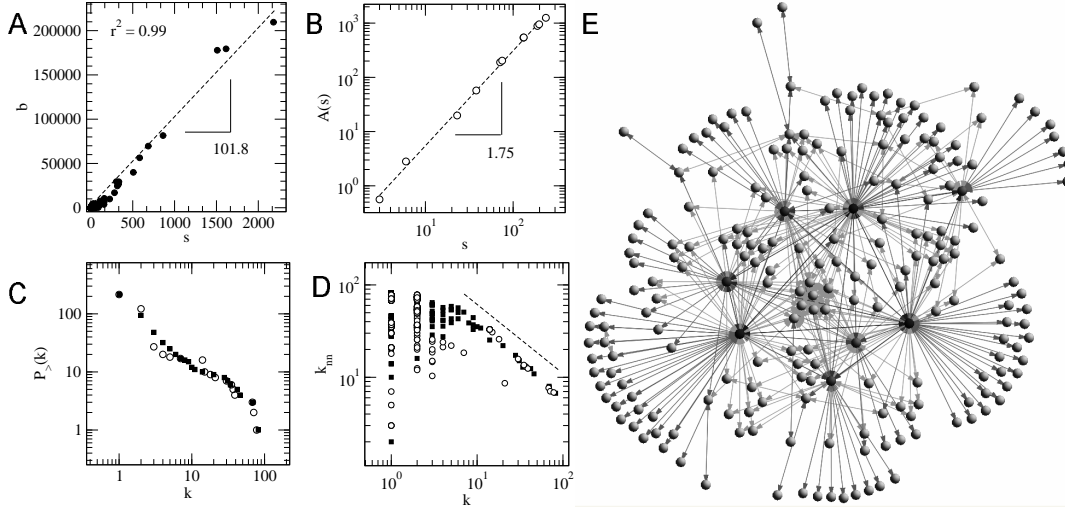 A
r² = 0.99
b
200000
150000
100000
50000
0
101.8
0 500 1000 1500 2000
s
B
A(s)
10³
10²
10¹
10⁰
1.75
10¹ 10²
s
C
P>(k)
100
10
1
1 10 100
k
D
kₙₙ
10²
10¹
10⁰ 10¹ 10²
k
E